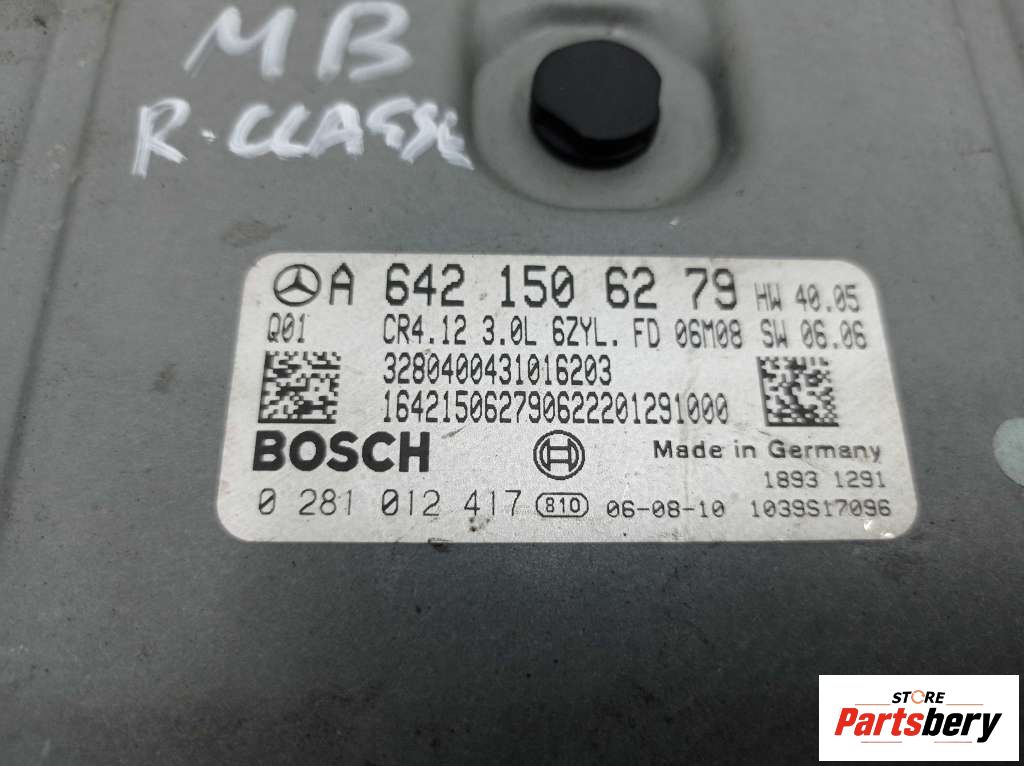 MB
R-CLASSE
A 642 150 62 79 HW 40.05
Q01 CR4.12 3.0L 6ZYL. FD 06M08 SW 06.06
3280400431016203
164215062790622201291000
BOSCH Made in Germany
1893 1291
0 281 012 417 810 06-08-10 1039S17096
STORE
Partsbery